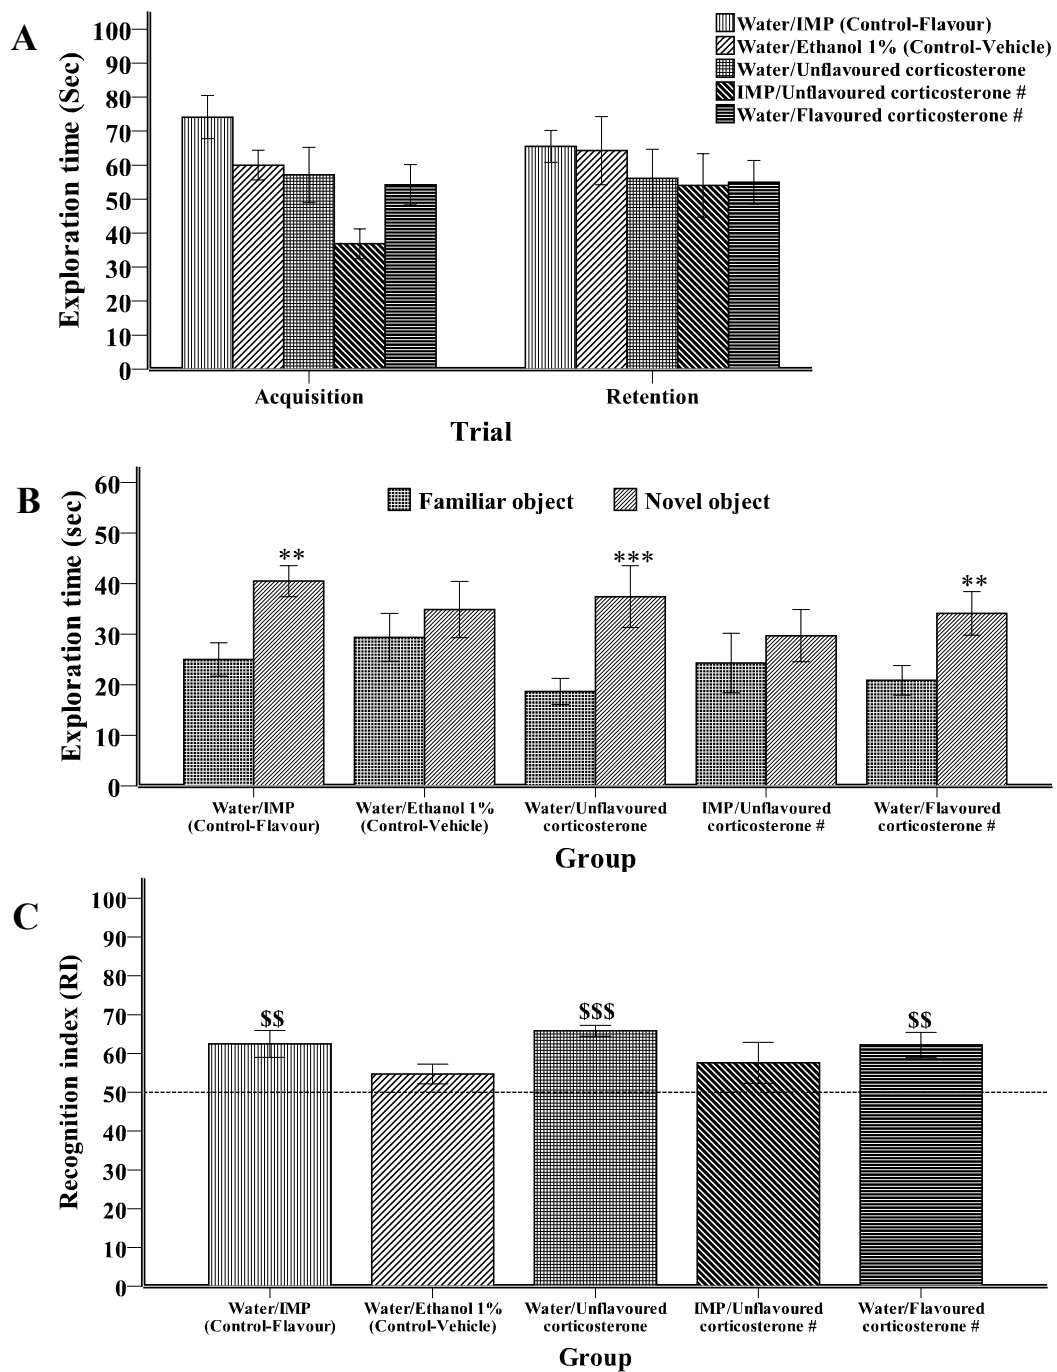 A
Exploration time (Sec)
100
90
80
70
60
50
40
30
20
10
0
Water/IMP (Control-Flavour)
Water/Ethanol 1% (Control-Vehicle)
Water/Unflavoured corticosterone
IMP/Unflavoured corticosterone #
Water/Flavoured corticosterone #
Acquisition
Retention
Trial
B
Exploration time (sec)
60
50
40
30
20
10
0
Familiar object
Novel object
**
***
**
Water/IMP
(Control-Flavour)
Water/Ethanol 1%
(Control-Vehicle)
Water/Unflavoured
corticosterone
IMP/Unflavoured
corticosterone #
Water/Flavoured
corticosterone #
Group
C
Recognition index (RI)
100
90
80
70
60
50
40
30
20
10
0
$$
$$$
$$
Water/IMP
(Control-Flavour)
Water/Ethanol 1%
(Control-Vehicle)
Water/Unflavoured
corticosterone
IMP/Unflavoured
corticosterone #
Water/Flavoured
corticosterone #
Group